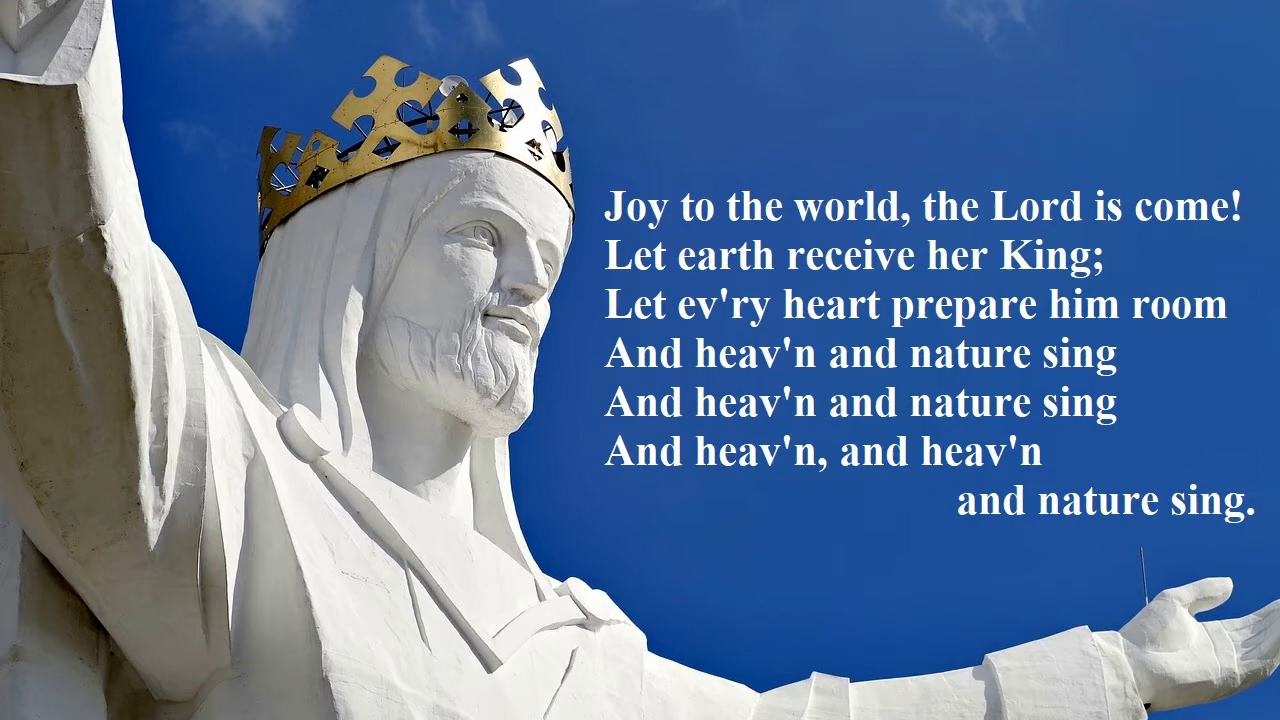 Joy to the world, the Lord is come!
Let earth receive her King;
Let ev'ry heart prepare him room
And heav'n and nature sing
And heav'n and nature sing
And heav'n, and heav'n
and nature sing.